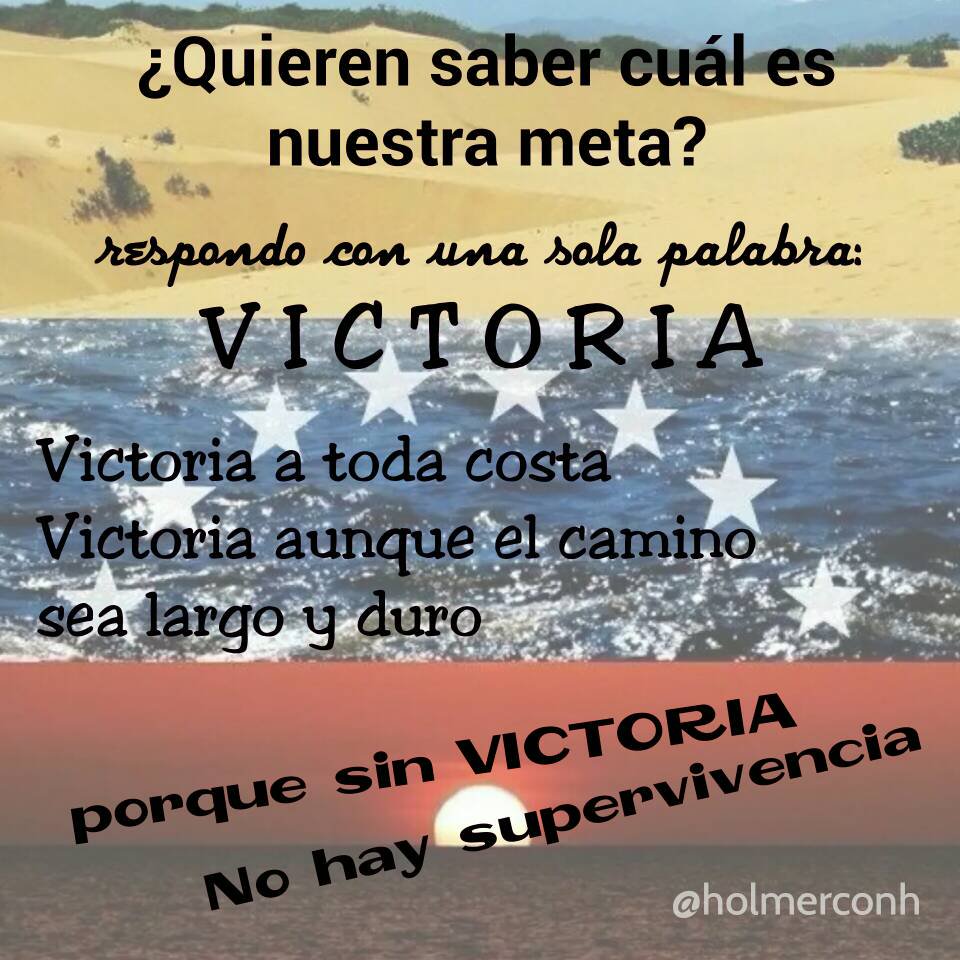 ¿Quieren saber cuál es
nuestra meta?
respondo con una sola palabra:
VICTORIA
Victoria a toda costa
Victoria aunque el camino
sea largo y duro
porque sin VICTORIA
No hay supervivencia
@holmerconh